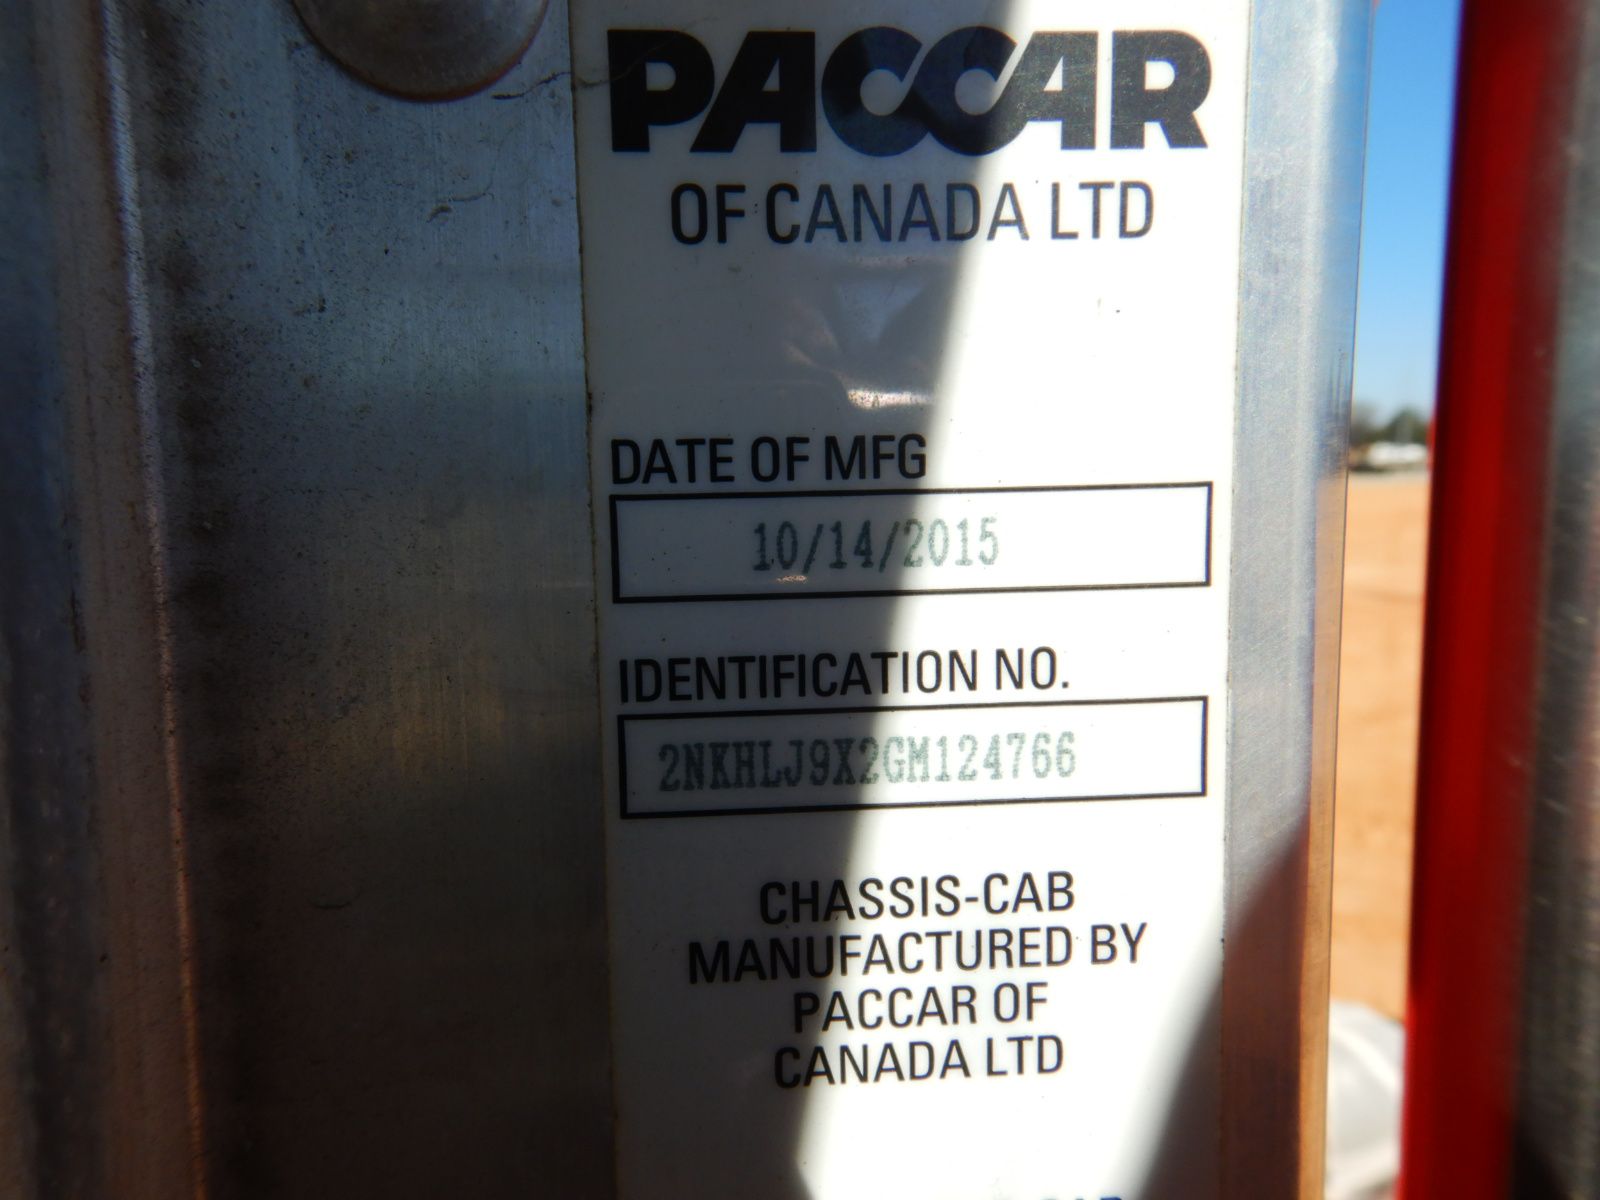 PACCAR
OF CANADA LTD
DATE OF MFG
10/14/2015
IDENTIFICATION NO.
2NKHLJ9X2GM124766
CHASSIS-CAB
MANUFACTURED BY
PACCAR OF
CANADA LTD